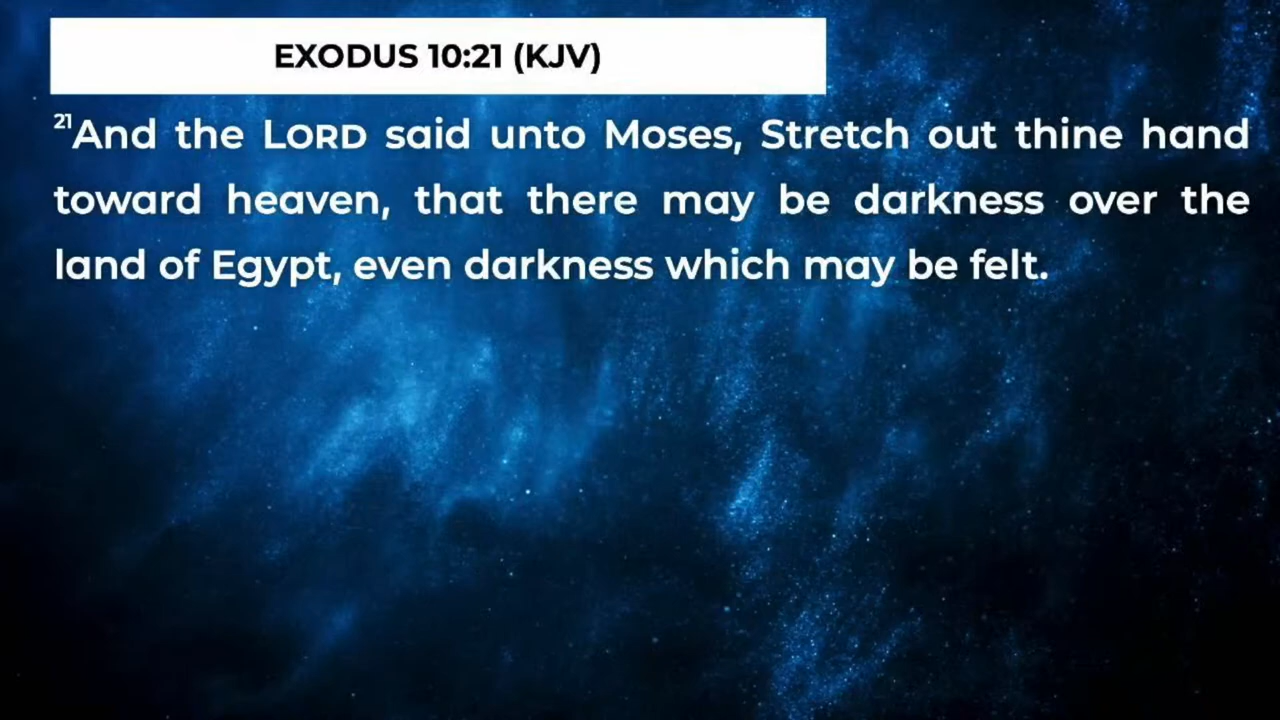 EXODUS 10:21 (KJV)
21And the LORD said unto Moses, Stretch out thine hand
toward heaven, that there may be darkness over the
land of Egypt, even darkness which may be felt.